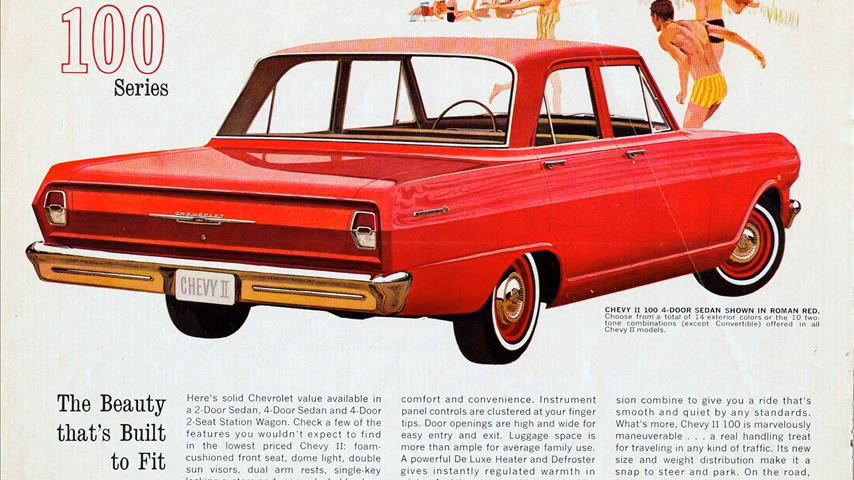 100
Series
CHEVROLET
CHEVY II
CHEVY II 100 4-DOOR SEDAN SHOWN IN ROMAN RED.
Choose from a total of 14 exterior colors or the 10 two-
tone combinations (except Convertible) offered in all
Chevy II models.
The Beauty
that's Built
to Fit
Here's solid Chevrolet value available in
a 2-Door Sedan, 4-Door Sedan and 4-Door
2-Seat Station Wagon. Check a few of the
features you wouldn't expect to find
in the lowest priced Chevy II: foam-
cushioned front seat, dome light, double
sun visors, dual arm rests, single-key
comfort and convenience. Instrument
panel controls are clustered at your finger
tips. Door openings are high and wide for
easy entry and exit. Luggage space is
more than ample for average family use.
A powerful De Luxe Heater and Defroster
gives instantly regulated warmth in
sion combine to give you a ride that's
smooth and quiet by any standards.
What's more, Chevy II 100 is marvelously
maneuverable . . . a real handling treat
for traveling in any kind of traffic. Its new
size and weight distribution make it a
snap to steer and park. On the road,